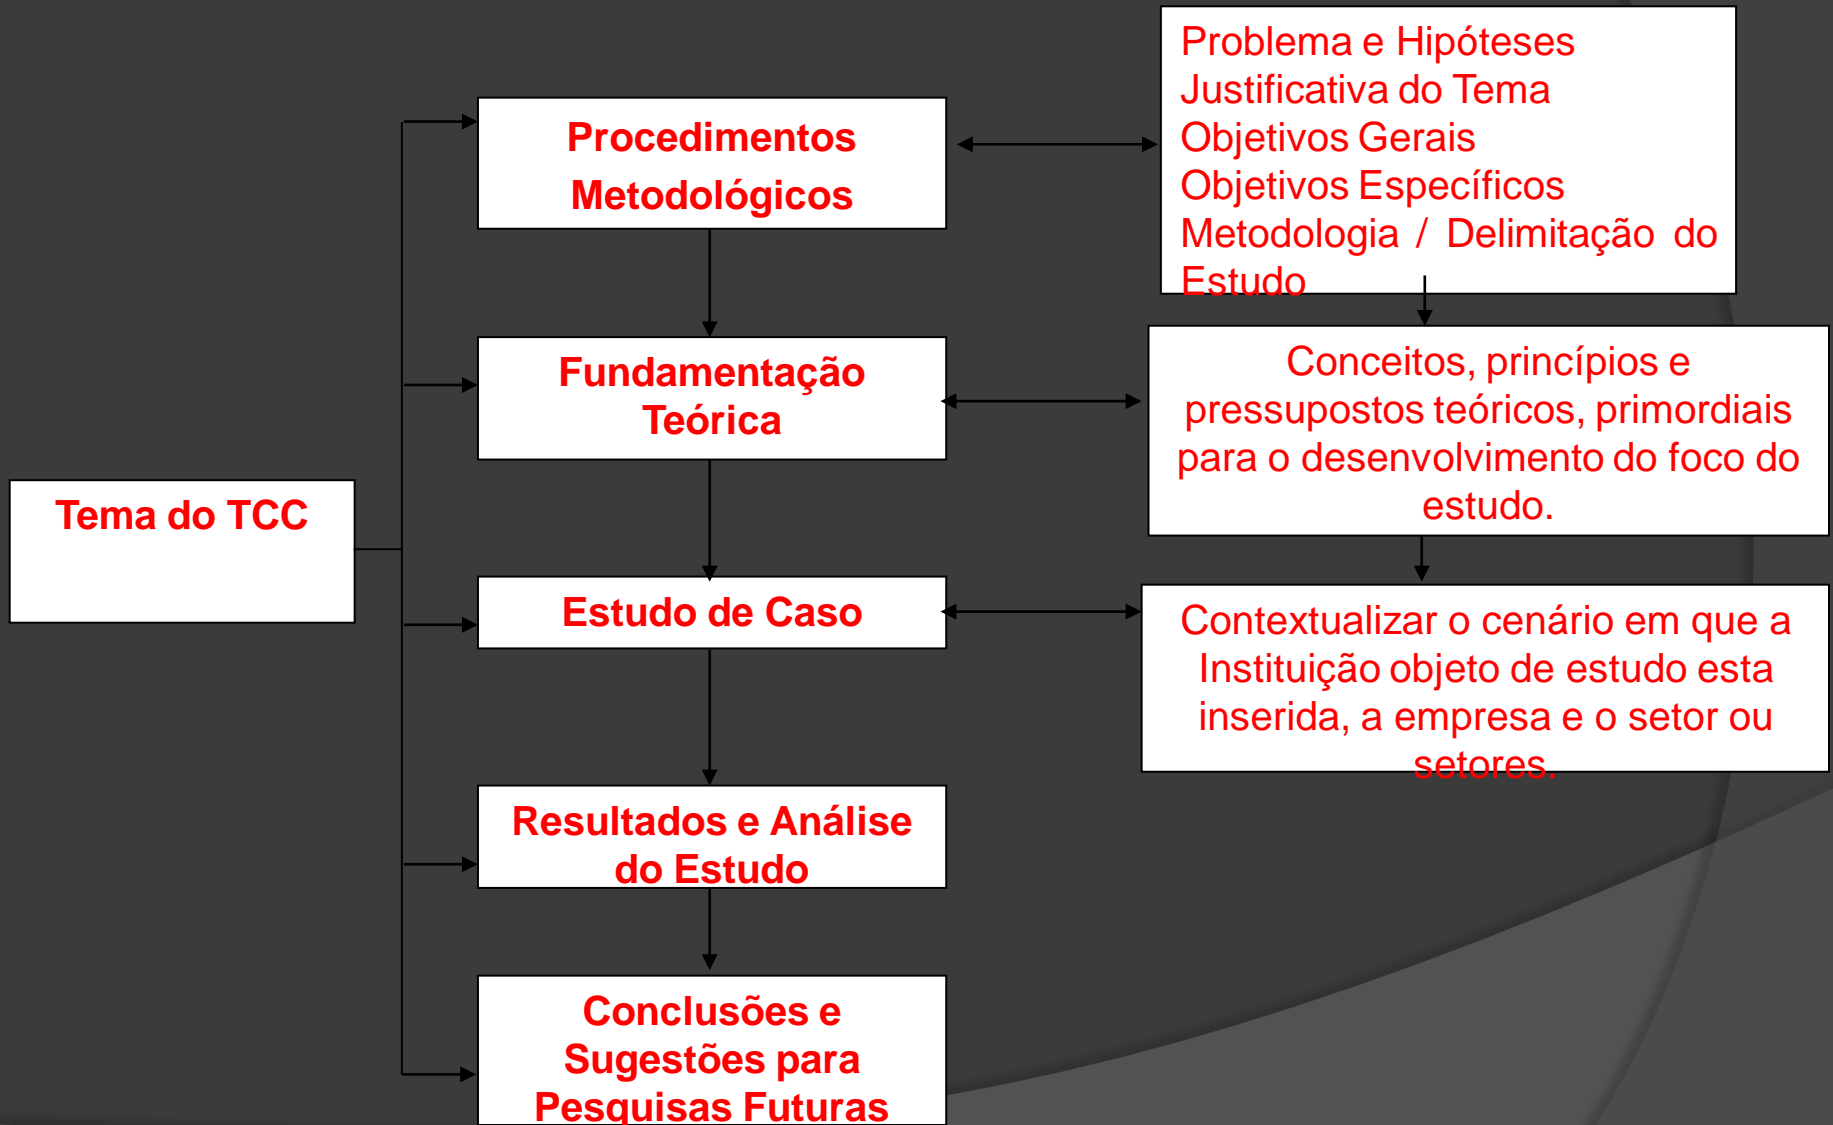 Tema do TCC
Procedimentos
Metodológicos
Fundamentação
Teórica
Estudo de Caso
Resultados e Análise
do Estudo
Conclusões e
Sugestões para
Pesquisas Futuras
Problema e Hipóteses
Justificativa do Tema
Objetivos Gerais
Objetivos Específicos
Metodologia / Delimitação do
Estudo
Conceitos, princípios e
pressupostos teóricos, primordiais
para o desenvolvimento do foco do
estudo.
Contextualizar o cenário em que a
Instituição objeto de estudo esta
inserida, a empresa e o setor ou
setores.